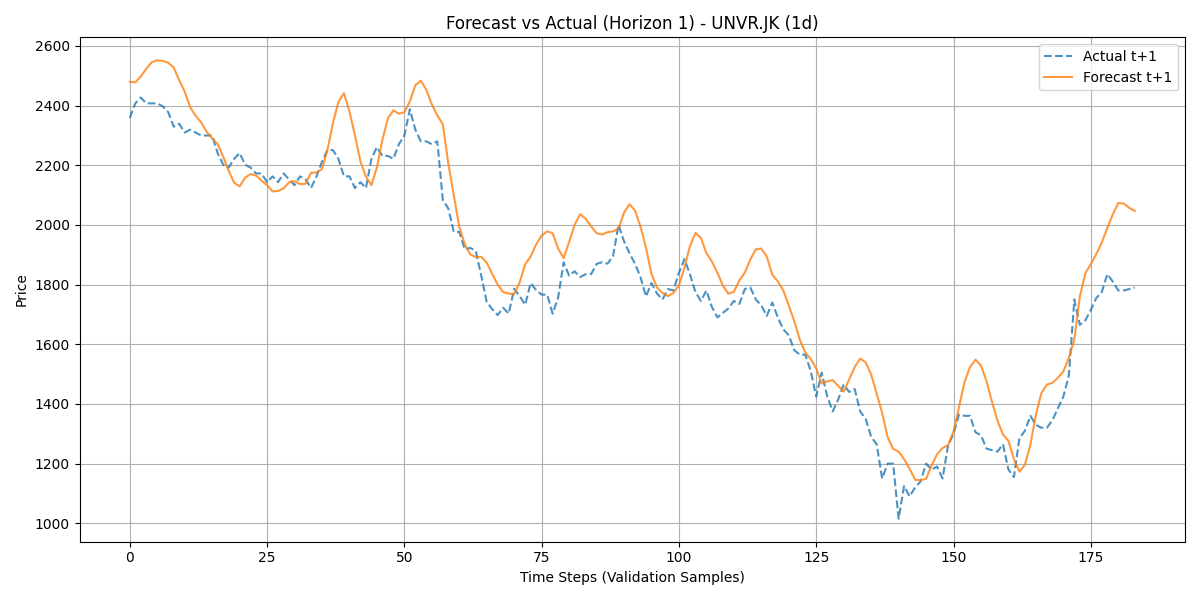 Forecast vs Actual (Horizon 1) - UNVR.JK (1d)
Actual t+1
Forecast t+1
Price
2600
2400
2200
2000
1800
1600
1400
1200
1000
0 25 50 75 100 125 150 175
Time Steps (Validation Samples)